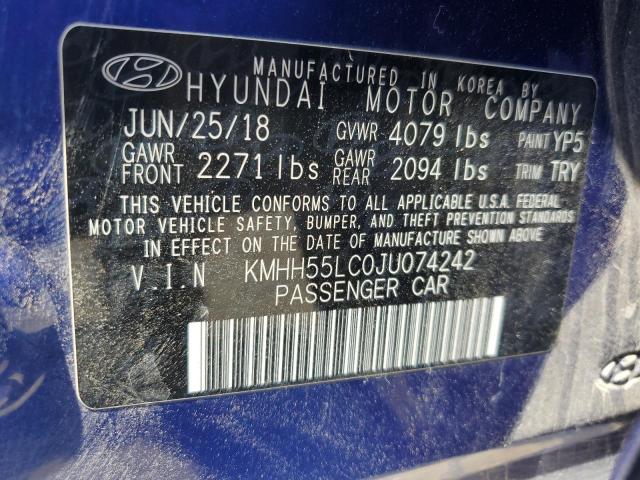 MANUFACTURED IN KOREA BY
HYUNDAI MOTOR COMPANY
JUN/25/18 GVWR 4079 lbs PAINT YP5
GAWR FRONT 2271 lbs GAWR REAR 2094 lbs TRIM TRY
THIS VEHICLE CONFORMS TO ALL APPLICABLE U.S.A. FEDERAL
MOTOR VEHICLE SAFETY, BUMPER, AND THEFT PREVENTION STANDARDS
IN EFFECT ON THE DATE OF MANUFACTURE SHOWN ABOVE
V.I.N KMHH55LC0JU074242
PASSENGER CAR